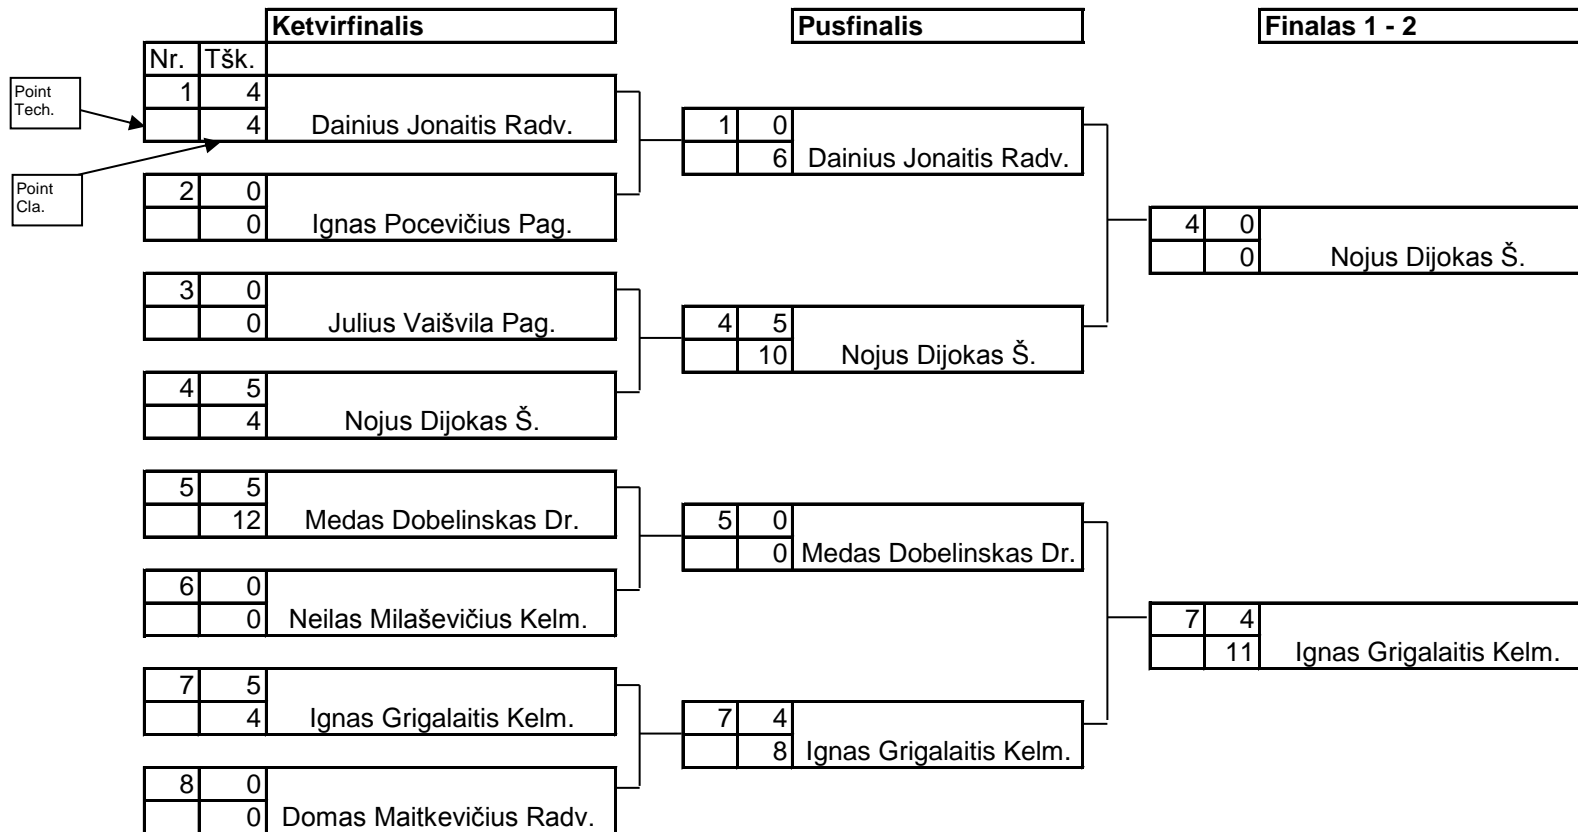 Ketvirfinalis Pusfinalis Finalas 1 - 2
Nr. Tšk.
Point
Tech.
Point
Cla.
1 4
4 Dainius Jonaitis Radv.
2 0
0 Ignas Pocevičius Pag.
3 0
0 Julius Vaišvila Pag.
4 5
4 Nojus Dijokas Š.
5 5
12 Medas Dobelinskas Dr.
6 0
0 Neilas Milaševičius Kelm.
7 5
4 Ignas Grigalaitis Kelm.
8 0
0 Domas Maitkevičius Radv.
1 0
6 Dainius Jonaitis Radv.
4 5
10 Nojus Dijokas Š.
5 0
0 Medas Dobelinskas Dr.
7 4
8 Ignas Grigalaitis Kelm.
4 0
0 Nojus Dijokas Š.
7 4
11 Ignas Grigalaitis Kelm.